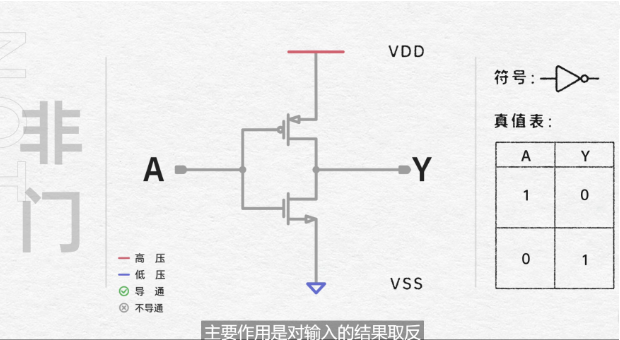 NOT
非
门
VDD
A
Y
VSS
高 压
低 压
导 通
不导通
符号:
真值表:
A Y
1 0
0 1
主要作用是对输入的结果取反